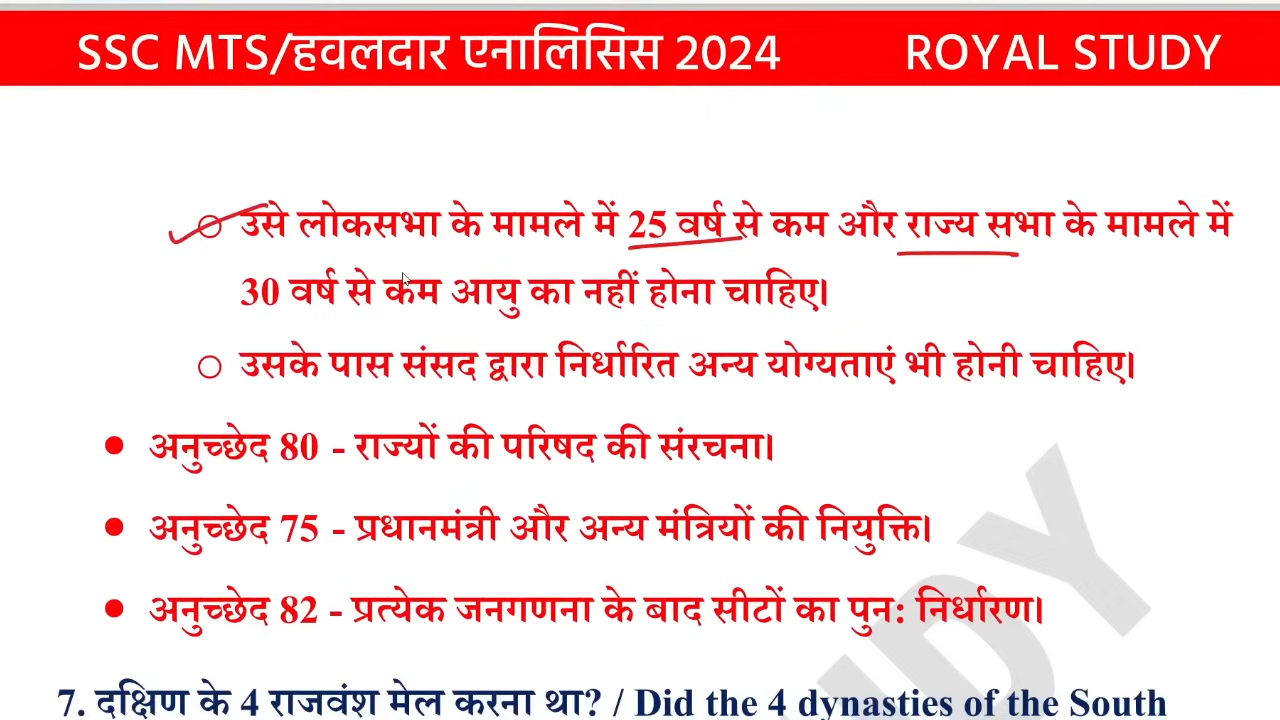 SSC MTS/हवलदार एनालिसिस 2024 ROYAL STUDY
उसे लोकसभा के मामले में 25 वर्ष से कम और राज्य सभा के मामले में
30 वर्ष से कम आयु का नहीं होना चाहिए।
उसके पास संसद द्वारा निर्धारित अन्य योग्यताएं भी होनी चाहिए।
अनुच्छेद 80 - राज्यों की परिषद की संरचना।
अनुच्छेद 75 - प्रधानमंत्री और अन्य मंत्रियों की नियुक्ति।
अनुच्छेद 82 - प्रत्येक जनगणना के बाद सीटों का पुन: निर्धारण।
7. दक्षिण के 4 राजवंश मेल करना था? / Did the 4 dynasties of the South